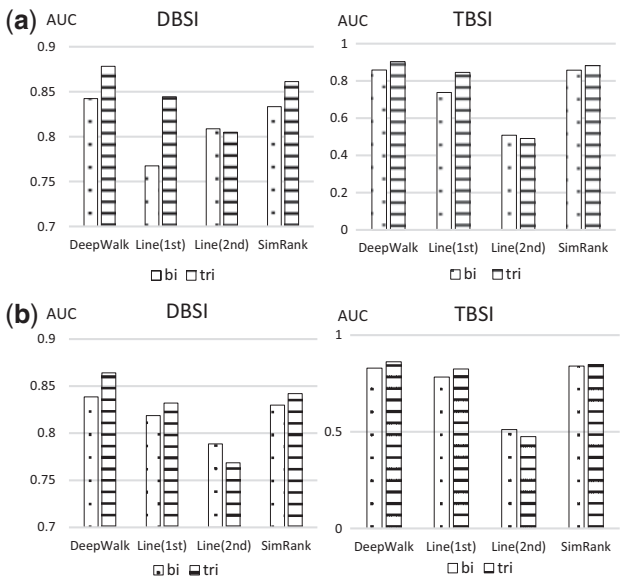 (a) AUC DBSI
0.9
0.85
0.8
0.75
0.7
DeepWalk Line(1st) Line(2nd) SimRank
bi tri
AUC TBSI
1
0.8
0.6
0.4
0.2
0
DeepWalk Line(1st) Line(2nd) SimRank
bi tri
(b) AUC DBSI
0.9
0.85
0.8
0.75
0.7
DeepWalk Line(1st) Line(2nd) SimRank
bi tri
AUC TBSI
1
0.5
0
DeepWalk Line(1st) Line(2nd) SimRank
bi tri